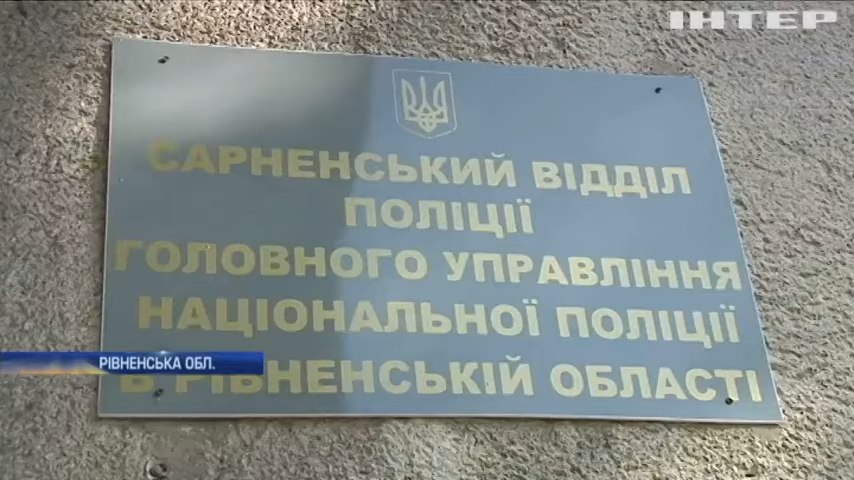 ІНТЕР
САРНЕНСЬКИЙ ВІДДІЛ
ПОЛІЦІЇ
ГОЛОВНОГО УПРАВЛІННЯ
НАЦІОНАЛЬНОЇ ПОЛІЦІЇ
РІВНЕНСЬКА ОБЛ.
В РІВНЕНСЬКІЙ ОБЛАСТІ